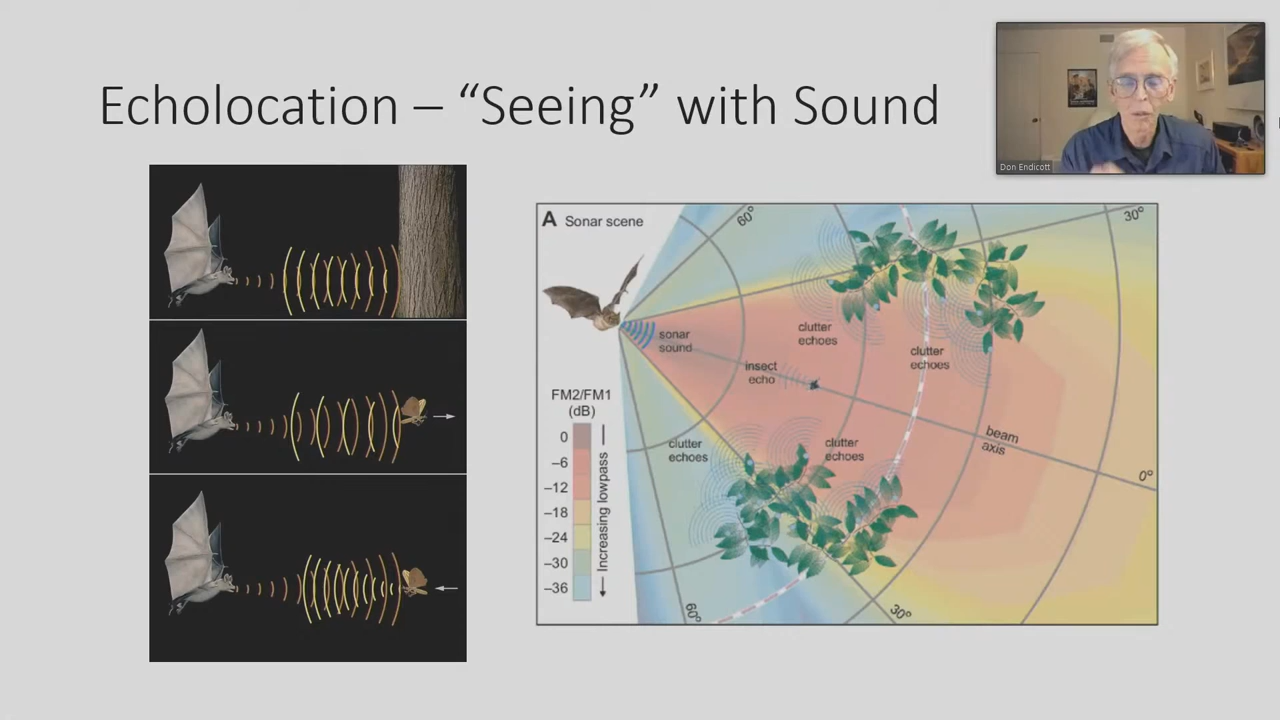 Echolocation – “Seeing” with Sound
Don Endicott
A Sonar scene
60°
30°
sonar
sound
clutter
echoes
clutter
echoes
insect
echo
FM2/FM1
(dB)
0
–6
–12
–18
–24
–30
–36
Increasing lowpass
clutter
echoes
clutter
echoes
beam
axis
0°
60°
30°